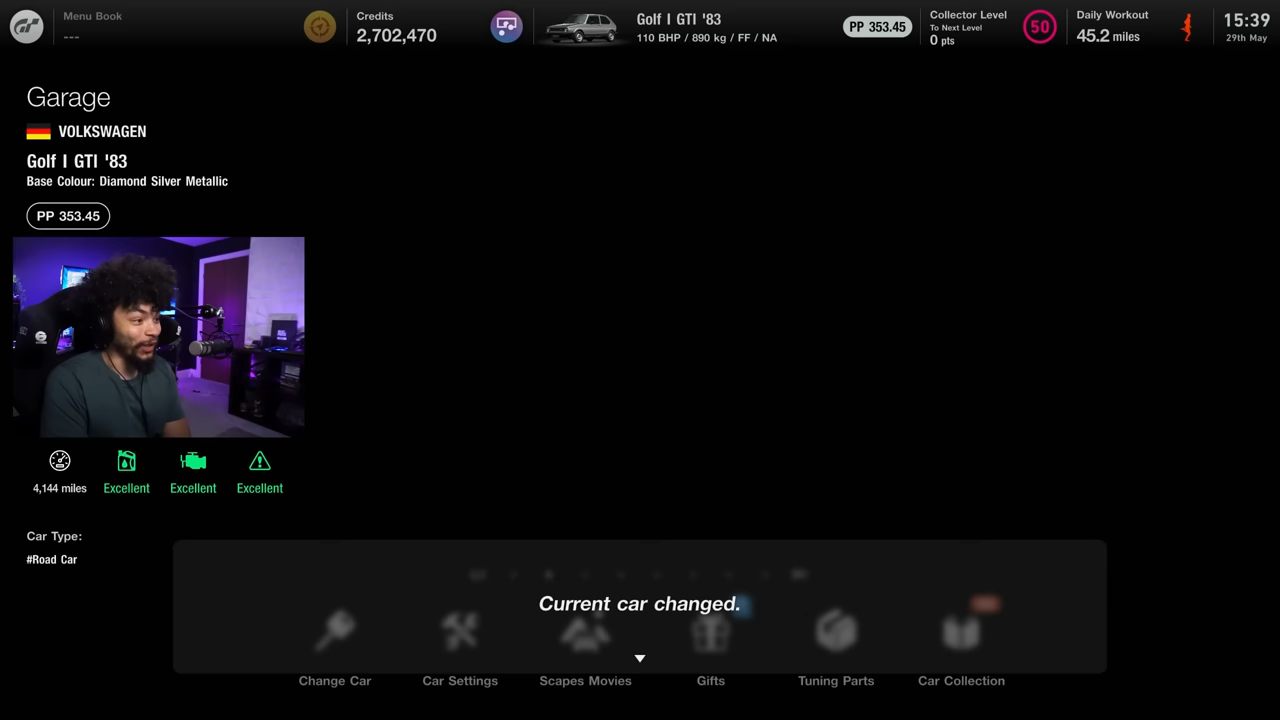 Menu Book
---
Credits
2,702,470
Golf I GTI '83
110 BHP / 890 kg / FF / NA
PP 353.45
Collector Level
To Next Level
0 pts
50
Daily Workout
45.2 miles
15:39
29th May
Garage
VOLKSWAGEN
Golf I GTI '83
Base Colour: Diamond Silver Metallic
PP 353.45
4,144 miles
Excellent
Excellent
Excellent
Car Type:
#Road Car
Current car changed.
Change Car
Car Settings
Scapes Movies
Gifts
Tuning Parts
Car Collection